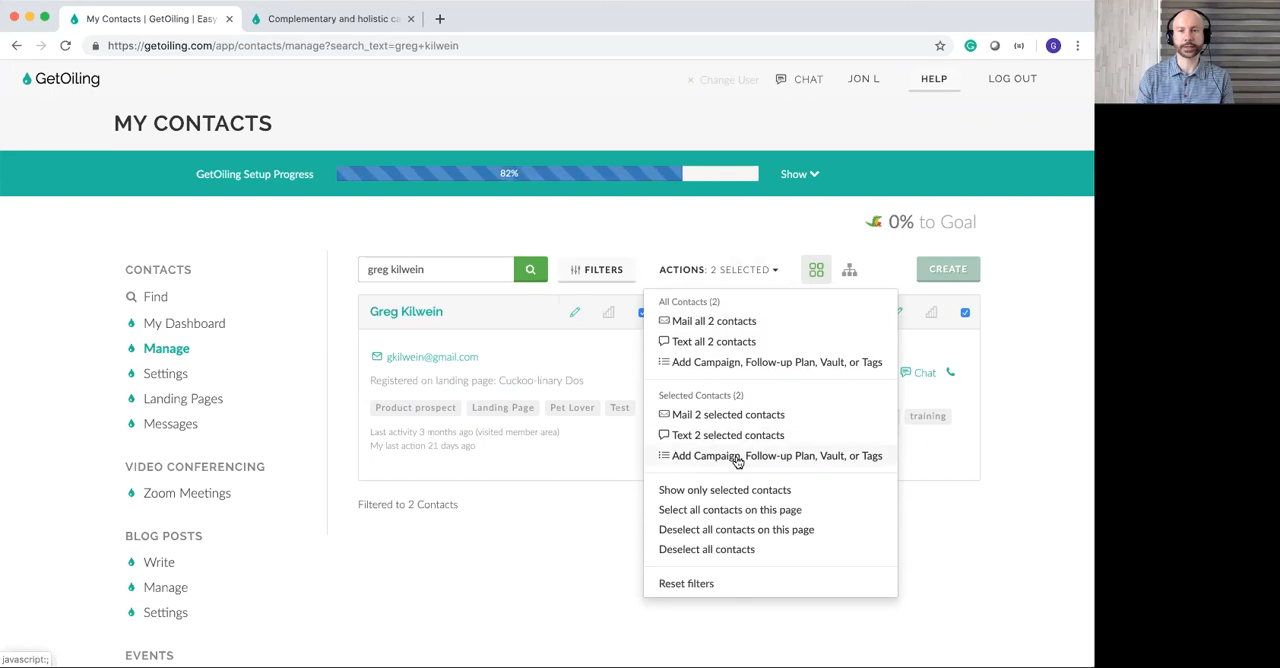 My Contacts | GetOiling | Easy
Complementary and holistic ca
https://getoiling.com/app/contacts/manage?search_text=greg+kilwein
G
GetOiling
× Change User
CHAT
JON L
HELP
LOG OUT
MY CONTACTS
GetOiling Setup Progress
82%
Show
0% to Goal
CONTACTS
Find
My Dashboard
Manage
Settings
Landing Pages
Messages
VIDEO CONFERENCING
Zoom Meetings
BLOG POSTS
Write
Manage
Settings
EVENTS
greg kilwein
FILTERS
ACTIONS: 2 SELECTED
CREATE
Greg Kilwein
gkilwein@gmail.com
Registered on landing page: Cuckoo-linary Dos
Product prospect
Landing Page
Pet Lover
Test
Last activity 3 months ago (visited member area)
My last action 21 days ago
Filtered to 2 Contacts
All Contacts (2)
Mail all 2 contacts
Text all 2 contacts
Add Campaign, Follow-up Plan, Vault, or Tags
Selected Contacts (2)
Mail 2 selected contacts
Text 2 selected contacts
Add Campaign, Follow-up Plan, Vault, or Tags
Show only selected contacts
Select all contacts on this page
Deselect all contacts on this page
Deselect all contacts
Reset filters
Chat
training
javascript:;